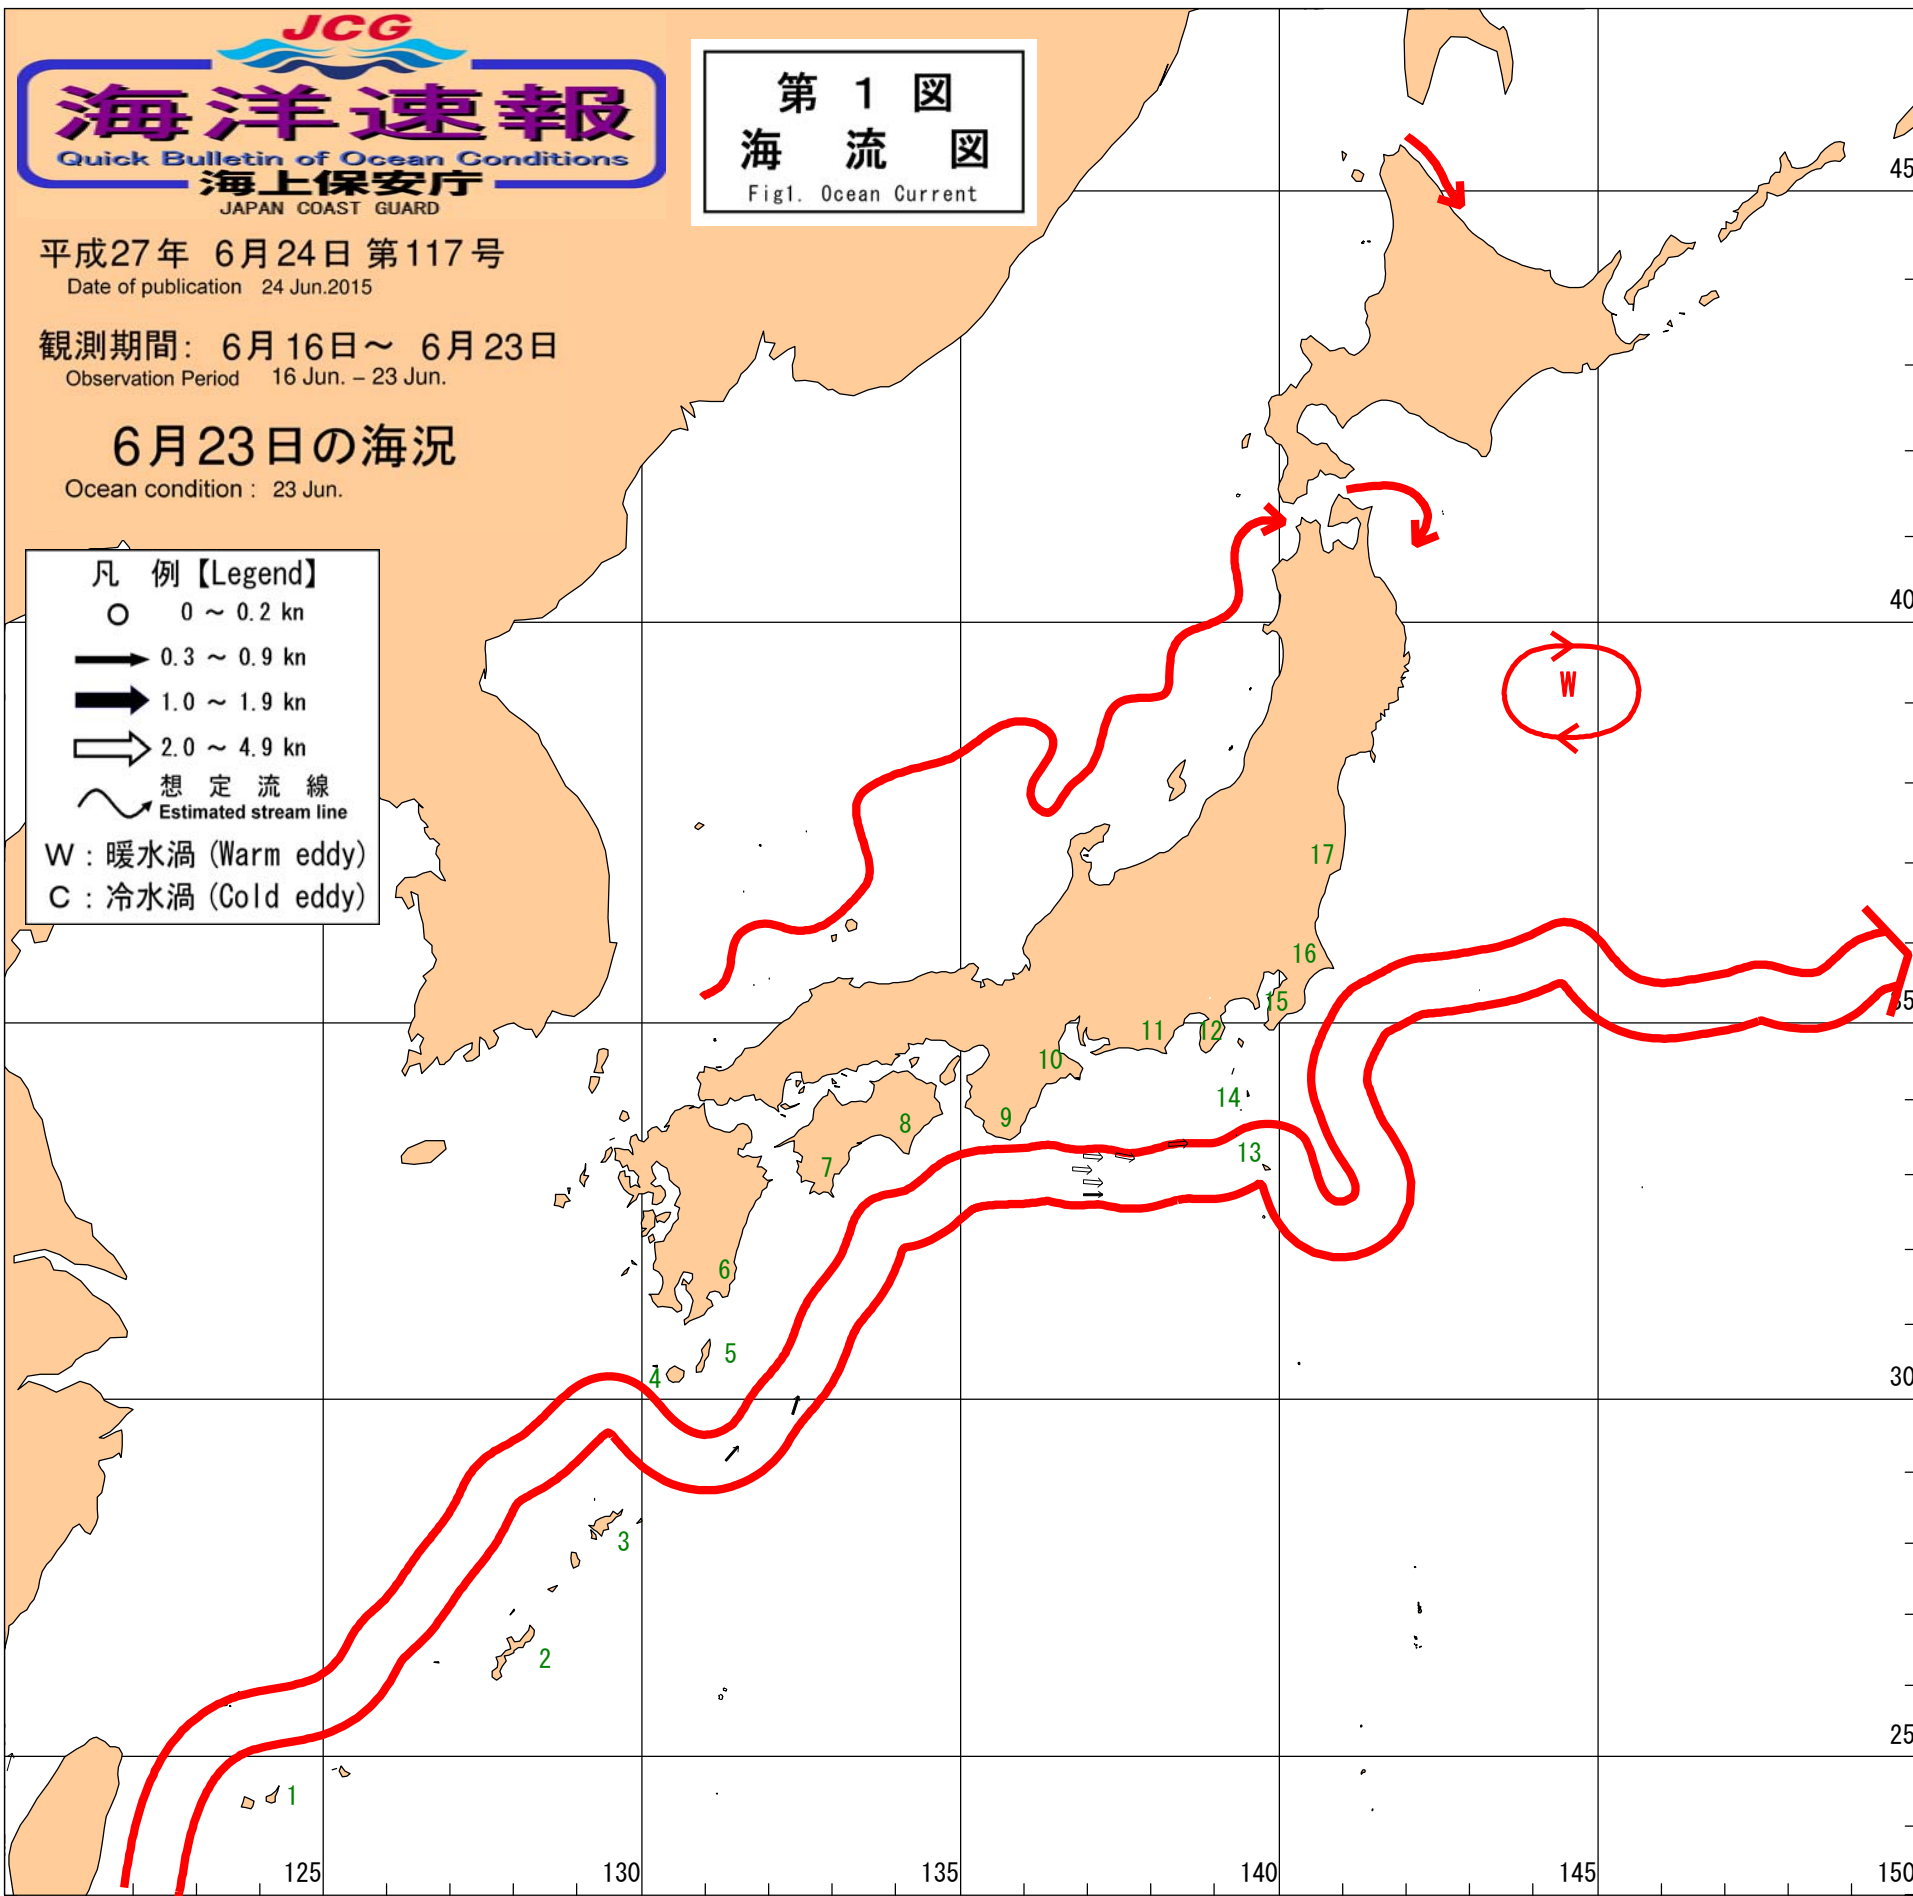 JCG
海洋速報
Quick Bulletin of Ocean Conditions
海上保安庁
JAPAN COAST GUARD
第 1 図
海 流 図
Fig1. Ocean Current
平成27年 6月24日 第117号
Date of publication 24 Jun.2015
観測期間: 6月16日～ 6月23日
Observation Period 16 Jun. – 23 Jun.
6月23日の海況
Ocean condition : 23 Jun.
凡 例【Legend】
0 ～ 0.2 kn
0.3 ～ 0.9 kn
1.0 ～ 1.9 kn
2.0 ～ 4.9 kn
想 定 流 線
Estimated stream line
W : 暖水渦 (Warm eddy)
C : 冷水渦 (Cold eddy)
45
40
W
17
16
35
15
12
11
10
14
9
8
13
7
6
5
4
30
3
2
25
1
125
130
135
140
145
150